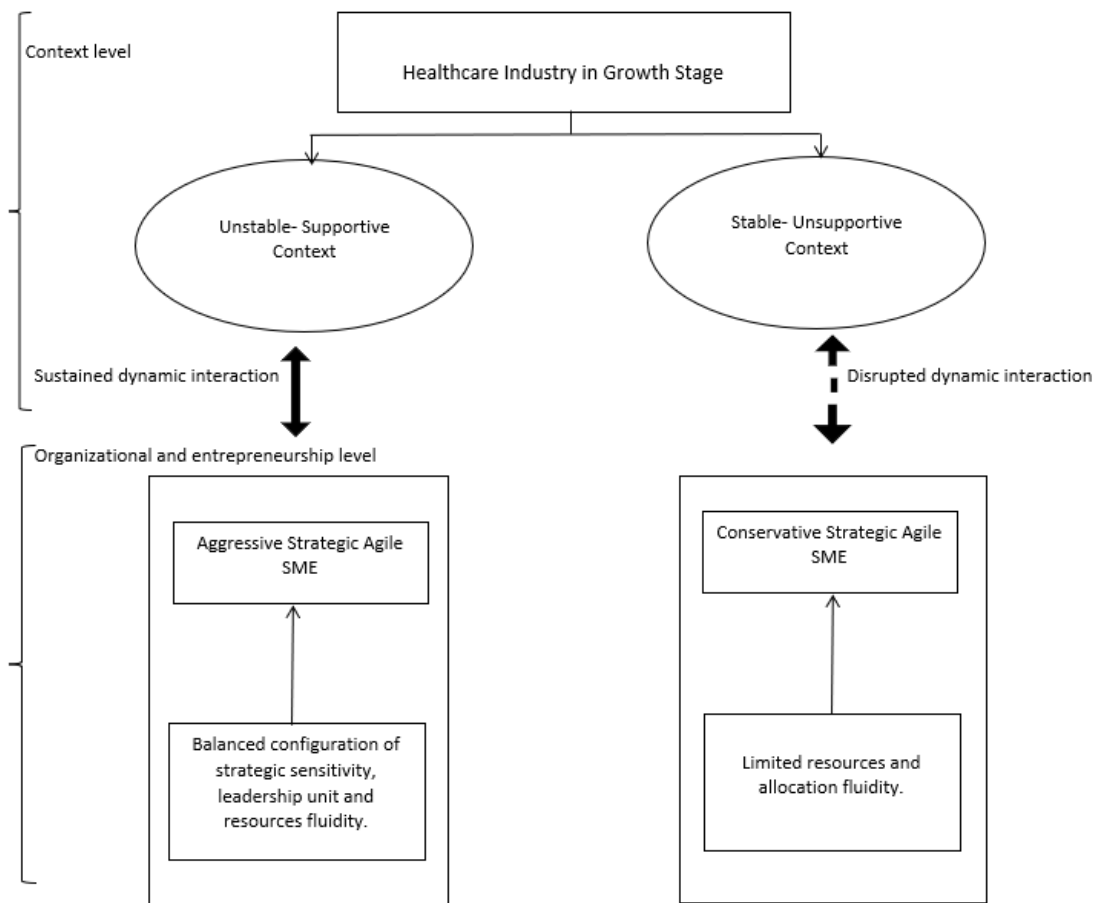 Context level
Healthcare Industry in Growth Stage
Unstable- Supportive
Context
Stable- Unsupportive
Context
Sustained dynamic interaction
Disrupted dynamic interaction
Organizational and entrepreneurship level
Aggressive Strategic Agile
SME
Conservative Strategic Agile
SME
Balanced configuration of
strategic sensitivity,
leadership unit and
resources fluidity.
Limited resources and
allocation fluidity.